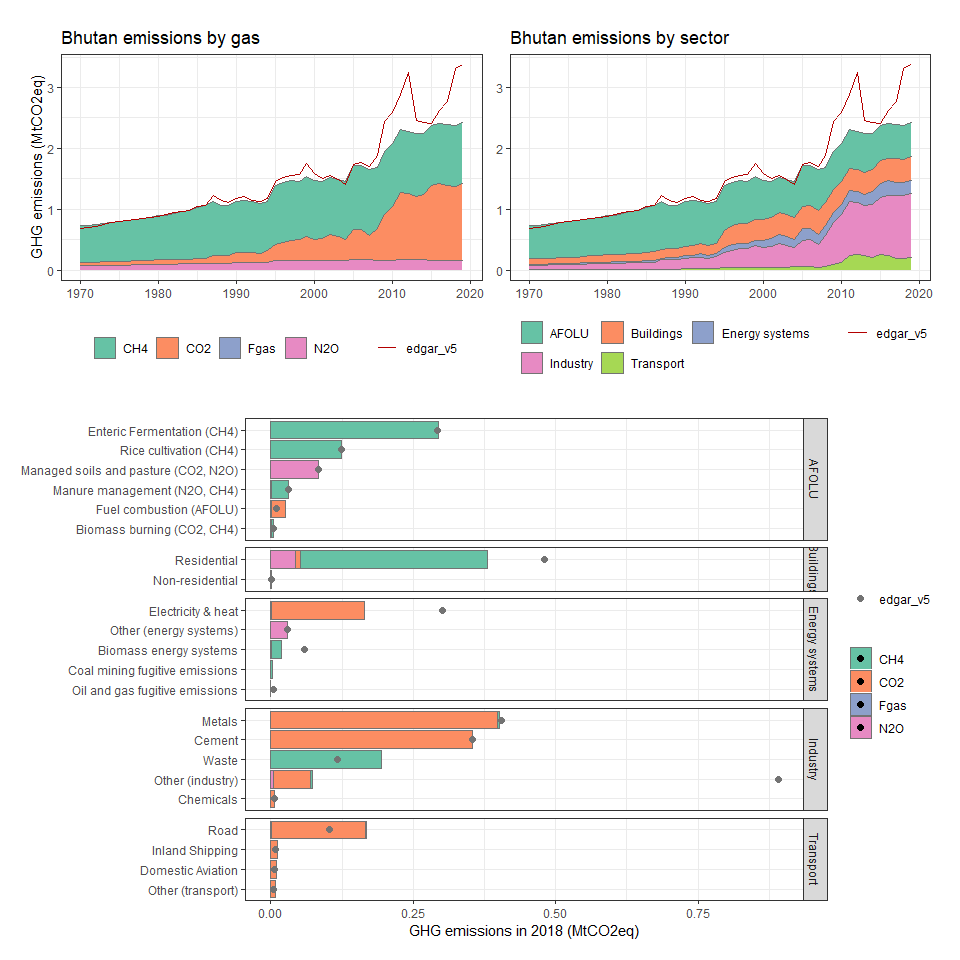 Bhutan emissions by gas
GHG emissions (MtCO2eq)
3
2
1
0
1970 1980 1990 2000 2010 2020
CH4 CO2 Fgas N2O edgar_v5
Bhutan emissions by sector
3
2
1
0
1970 1980 1990 2000 2010 2020
AFOLU Buildings Energy systems edgar_v5
Industry Transport
Enteric Fermentation (CH4)
Rice cultivation (CH4)
Managed soils and pasture (CO2, N2O)
Manure management (N2O, CH4)
Fuel combustion (AFOLU)
Biomass burning (CO2, CH4)
AFOLU
Residential
Non-residential
Buildings
Electricity & heat
Other (energy systems)
Biomass energy systems
Coal mining fugitive emissions
Oil and gas fugitive emissions
Energy systems
Metals
Cement
Waste
Other (industry)
Chemicals
Industry
Road
Inland Shipping
Domestic Aviation
Other (transport)
Transport
0.00 0.25 0.50 0.75
GHG emissions in 2018 (MtCO2eq)
edgar_v5
CH4
CO2
Fgas
N2O